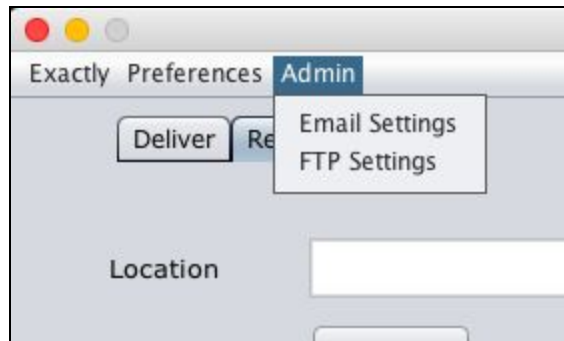 Exactly Preferences Admin
Email Settings
Deliver
FTP Settings
Location